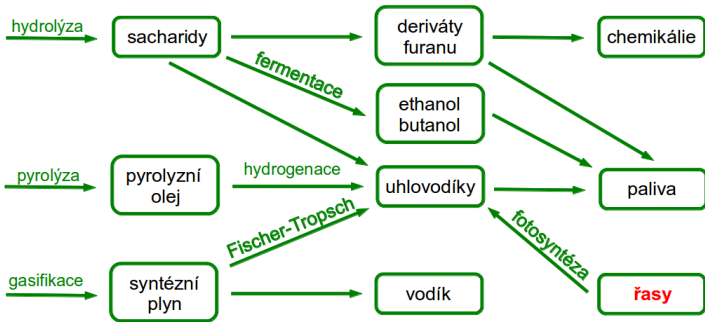 hydrolýza
sacharidy
deriváty
furanu
chemikálie
fermentace
ethanol
butanol
pyrolýza
pyrolyzní
olej
hydrogenace
uhlovodíky
paliva
Fischer-Tropsch
fotosyntéza
gasifikace
syntézní
plyn
vodík
řasy